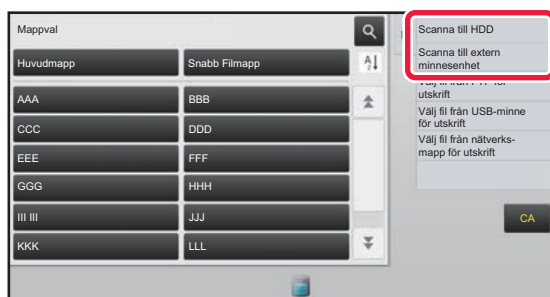 Mappval
Huvudmapp
Snabb Filmapp
AAA
BBB
CCC
DDD
EEE
FFF
GGG
HHH
III III
JJJ
KKK
LLL
Scanna till HDD
Scanna till extern
minnesenhet
utskrift
Välj fil från USB-minne
för utskrift
Välj fil från nätverks-
mapp för utskrift
CA